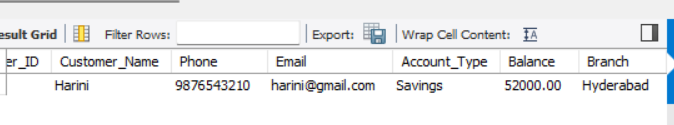 esult Grid Filter Rows: Export: Wrap Cell Content: IA
er_ID Customer_Name Phone Email Account_Type Balance Branch
Harini 9876543210 harini@gmail.com Savings 52000.00 Hyderabad